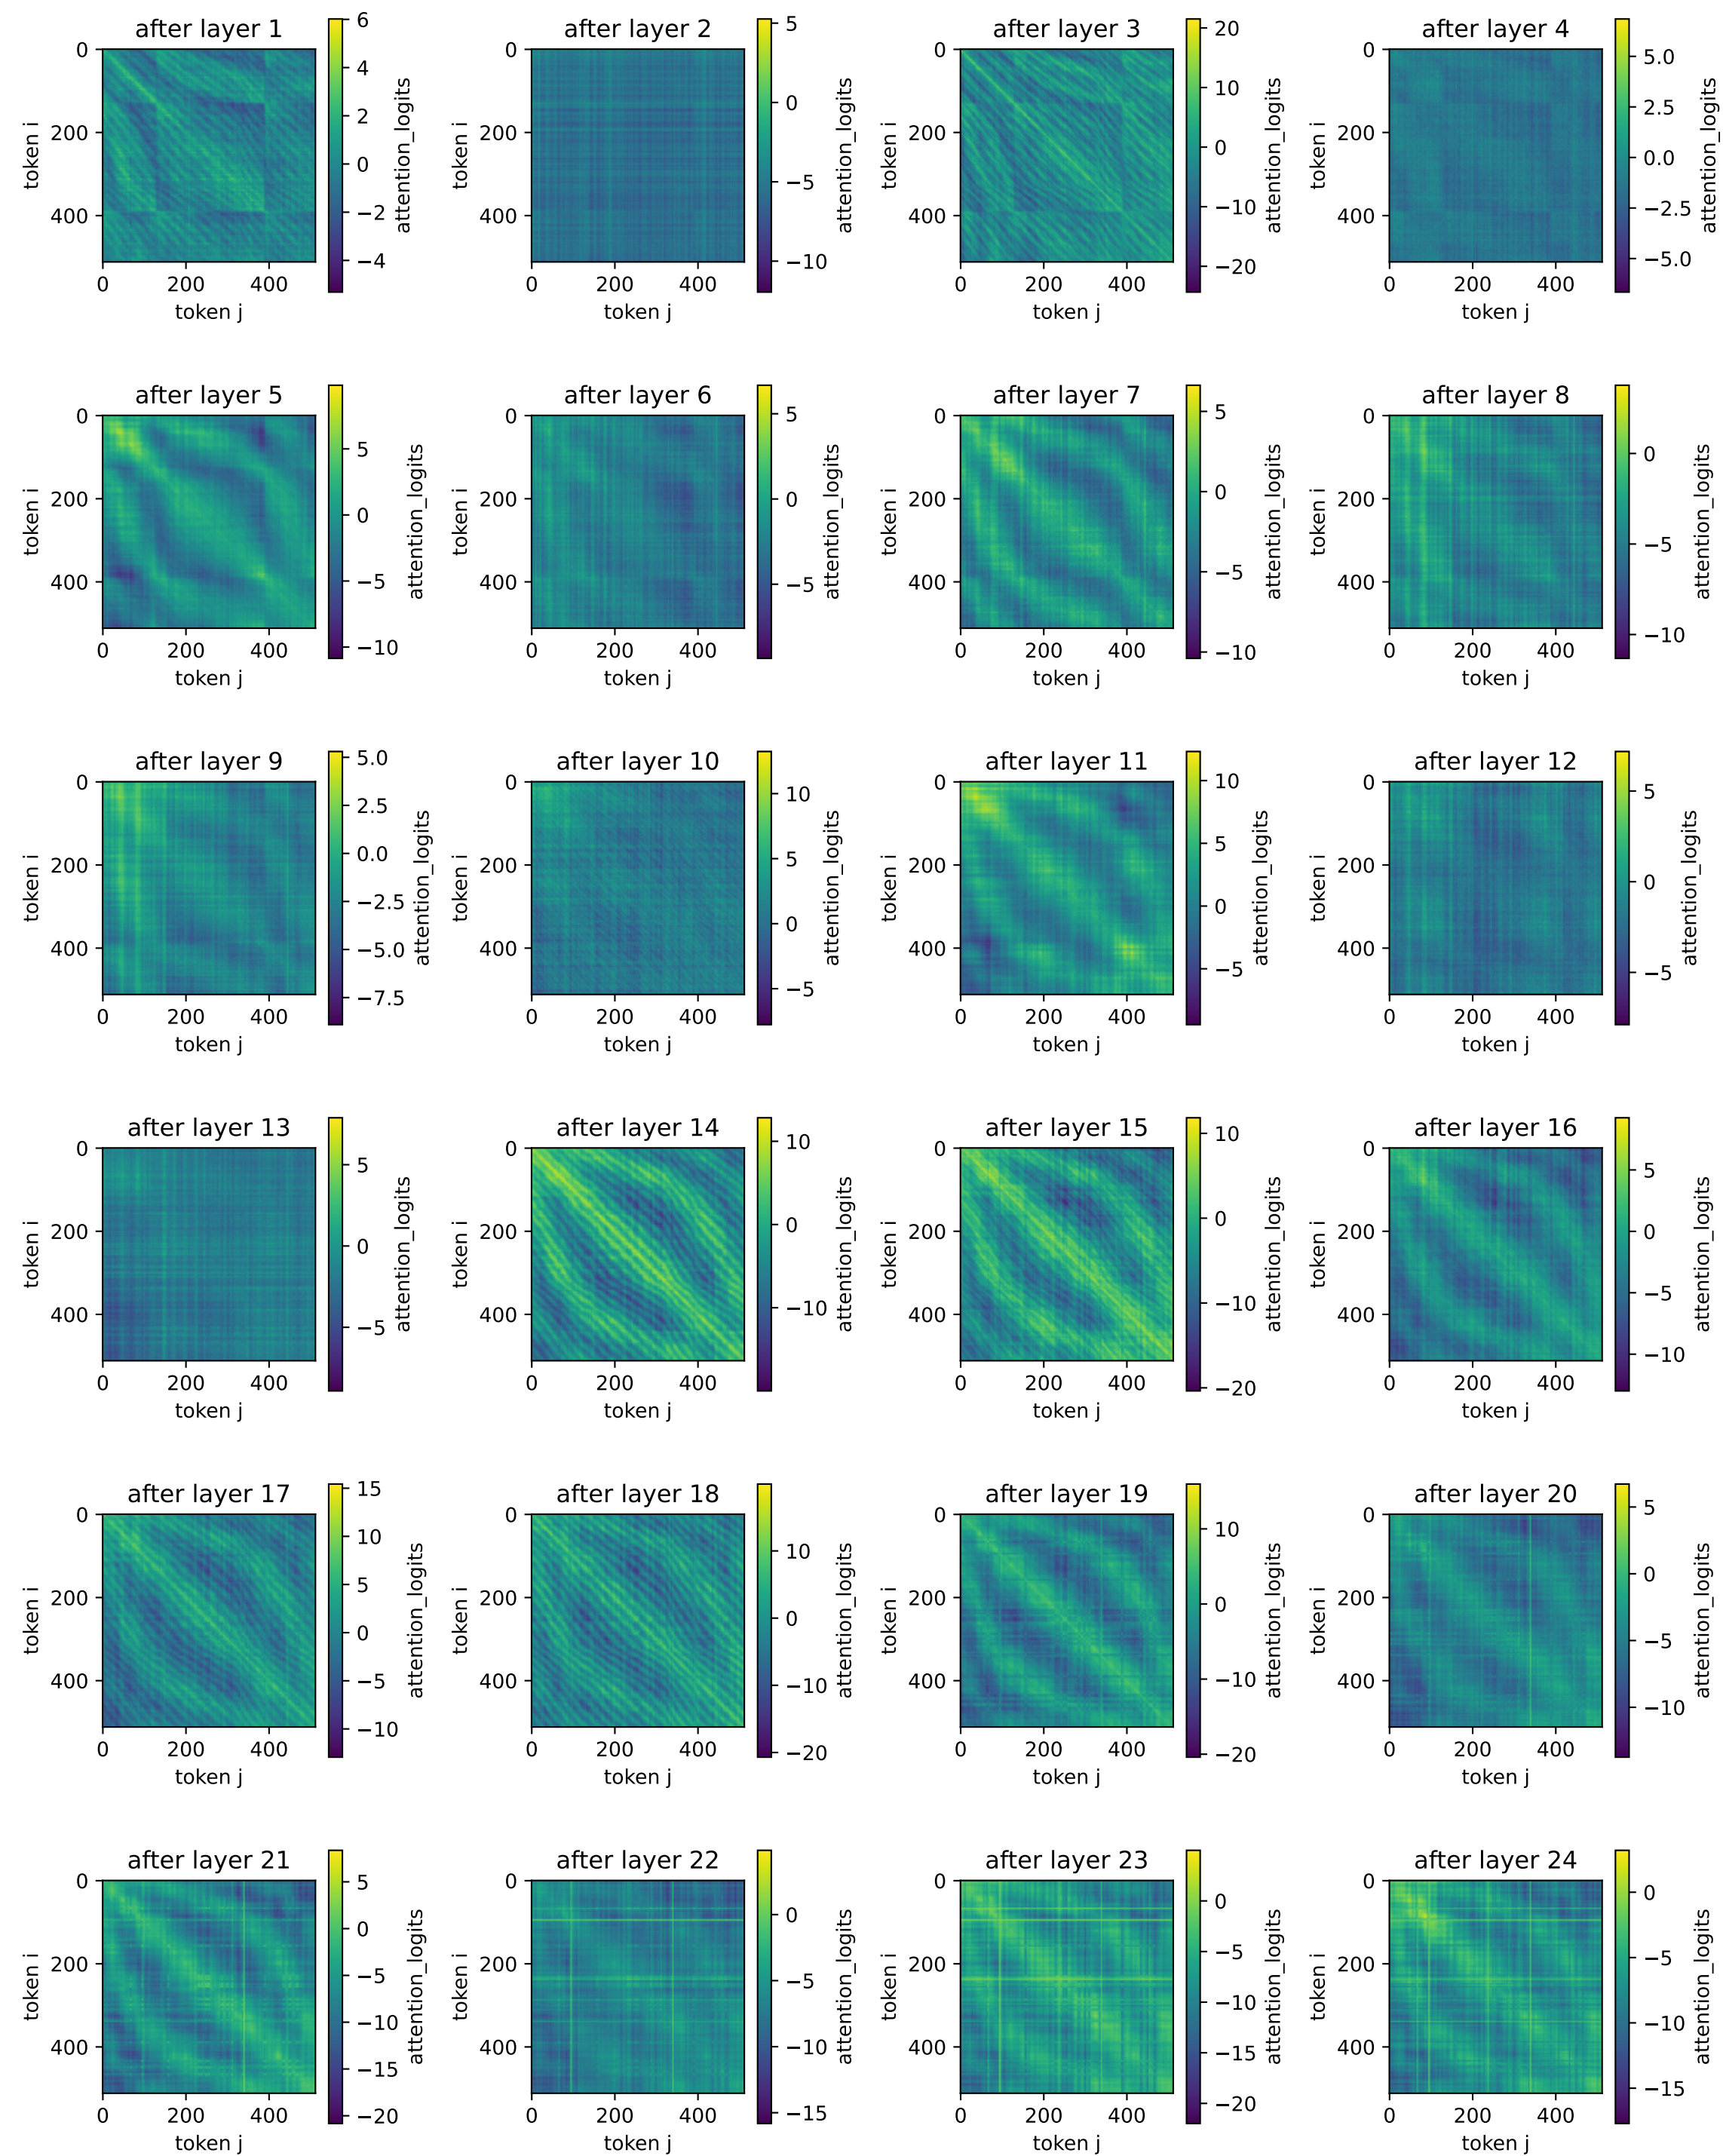 after layer 1
0
200
400
token i
0 200 400
token j
6
4
2
0
−2
−4
attention_logits
after layer 2
0
200
400
token i
0 200 400
token j
5
0
−5
−10
attention_logits
after layer 3
0
200
400
token i
0 200 400
token j
20
10
0
−10
−20
attention_logits
after layer 4
0
200
400
token i
0 200 400
token j
5.0
2.5
0.0
−2.5
−5.0
attention_logits
after layer 5
0
200
400
token i
0 200 400
token j
5
0
−5
−10
attention_logits
after layer 6
0
200
400
token i
0 200 400
token j
5
0
−5
attention_logits
after layer 7
0
200
400
token i
0 200 400
token j
5
0
−5
−10
attention_logits
after layer 8
0
200
400
token i
0 200 400
token j
0
−5
−10
attention_logits
after layer 9
0
200
400
token i
0 200 400
token j
5.0
2.5
0.0
−2.5
−5.0
−7.5
attention_logits
after layer 10
0
200
400
token i
0 200 400
token j
10
5
0
−5
attention_logits
after layer 11
0
200
400
token i
0 200 400
token j
10
5
0
−5
attention_logits
after layer 12
0
200
400
token i
0 200 400
token j
5
0
−5
attention_logits
after layer 13
0
200
400
token i
0 200 400
token j
5
0
−5
attention_logits
after layer 14
0
200
400
token i
0 200 400
token j
10
0
−10
attention_logits
after layer 15
0
200
400
token i
0 200 400
token j
10
0
−10
−20
attention_logits
after layer 16
0
200
400
token i
0 200 400
token j
5
0
−5
−10
attention_logits
after layer 17
0
200
400
token i
0 200 400
token j
15
10
5
0
−5
−10
attention_logits
after layer 18
0
200
400
token i
0 200 400
token j
10
0
−10
−20
attention_logits
after layer 19
0
200
400
token i
0 200 400
token j
10
0
−10
−20
attention_logits
after layer 20
0
200
400
token i
0 200 400
token j
5
0
−5
−10
attention_logits
after layer 21
0
200
400
token i
0 200 400
token j
5
0
−5
−10
−15
−20
attention_logits
after layer 22
0
200
400
token i
0 200 400
token j
0
−5
−10
−15
attention_logits
after layer 23
0
200
400
token i
0 200 400
token j
0
−5
−10
−15
−20
attention_logits
after layer 24
0
200
400
token i
0 200 400
token j
0
−5
−10
−15
attention_logits